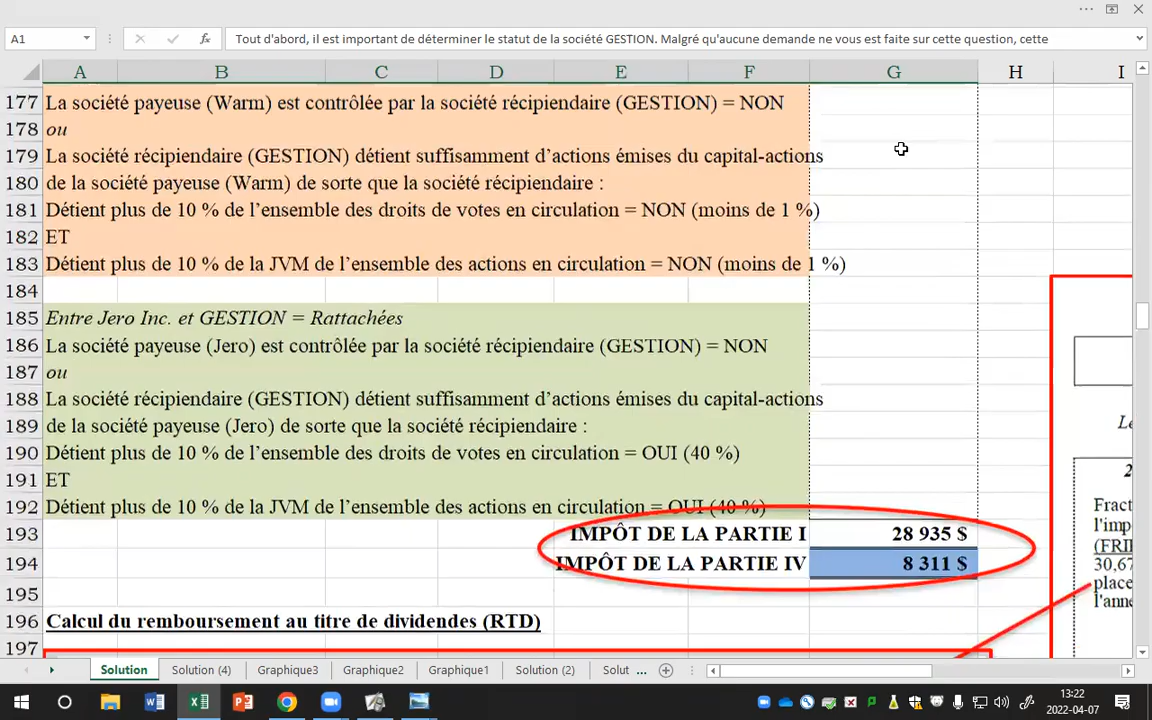 A1
fx
Tout d'abord, il est important de déterminer le statut de la société GESTION. Malgré qu'aucune demande ne vous est faite sur cette question, cette
A B C D E F G H I
177 La société payeuse (Warm) est contrôlée par la société récipiendaire (GESTION) = NON
178 ou
179 La société récipiendaire (GESTION) détient suffisamment d’actions émises du capital-actions
180 de la société payeuse (Warm) de sorte que la société récipiendaire :
181 Détient plus de 10 % de l’ensemble des droits de votes en circulation = NON (moins de 1 %)
182 ET
183 Détient plus de 10 % de la JVM de l’ensemble des actions en circulation = NON (moins de 1 %)
184
185 Entre Jero Inc. et GESTION = Rattachées
186 La société payeuse (Jero) est contrôlée par la société récipiendaire (GESTION) = NON
187 ou
188 La société récipiendaire (GESTION) détient suffisamment d’actions émises du capital-actions
189 de la société payeuse (Jero) de sorte que la société récipiendaire :
190 Détient plus de 10 % de l’ensemble des droits de votes en circulation = OUI (40 %)
191 ET
192 Détient plus de 10 % de la JVM de l’ensemble des actions en circulation = OUI (40 %)
193 IMPÔT DE LA PARTIE I 28 935 $
194 IMPÔT DE LA PARTIE IV 8 311 $
195
196 Calcul du remboursement au titre de dividendes (RTD)
197
Le
2
Fract
l'imp
(FRI
30,67
place
l'ann
Solution Solution (4) Graphique3 Graphique2 Graphique1 Solution (2) Solut ...
13:22
2022-04-07